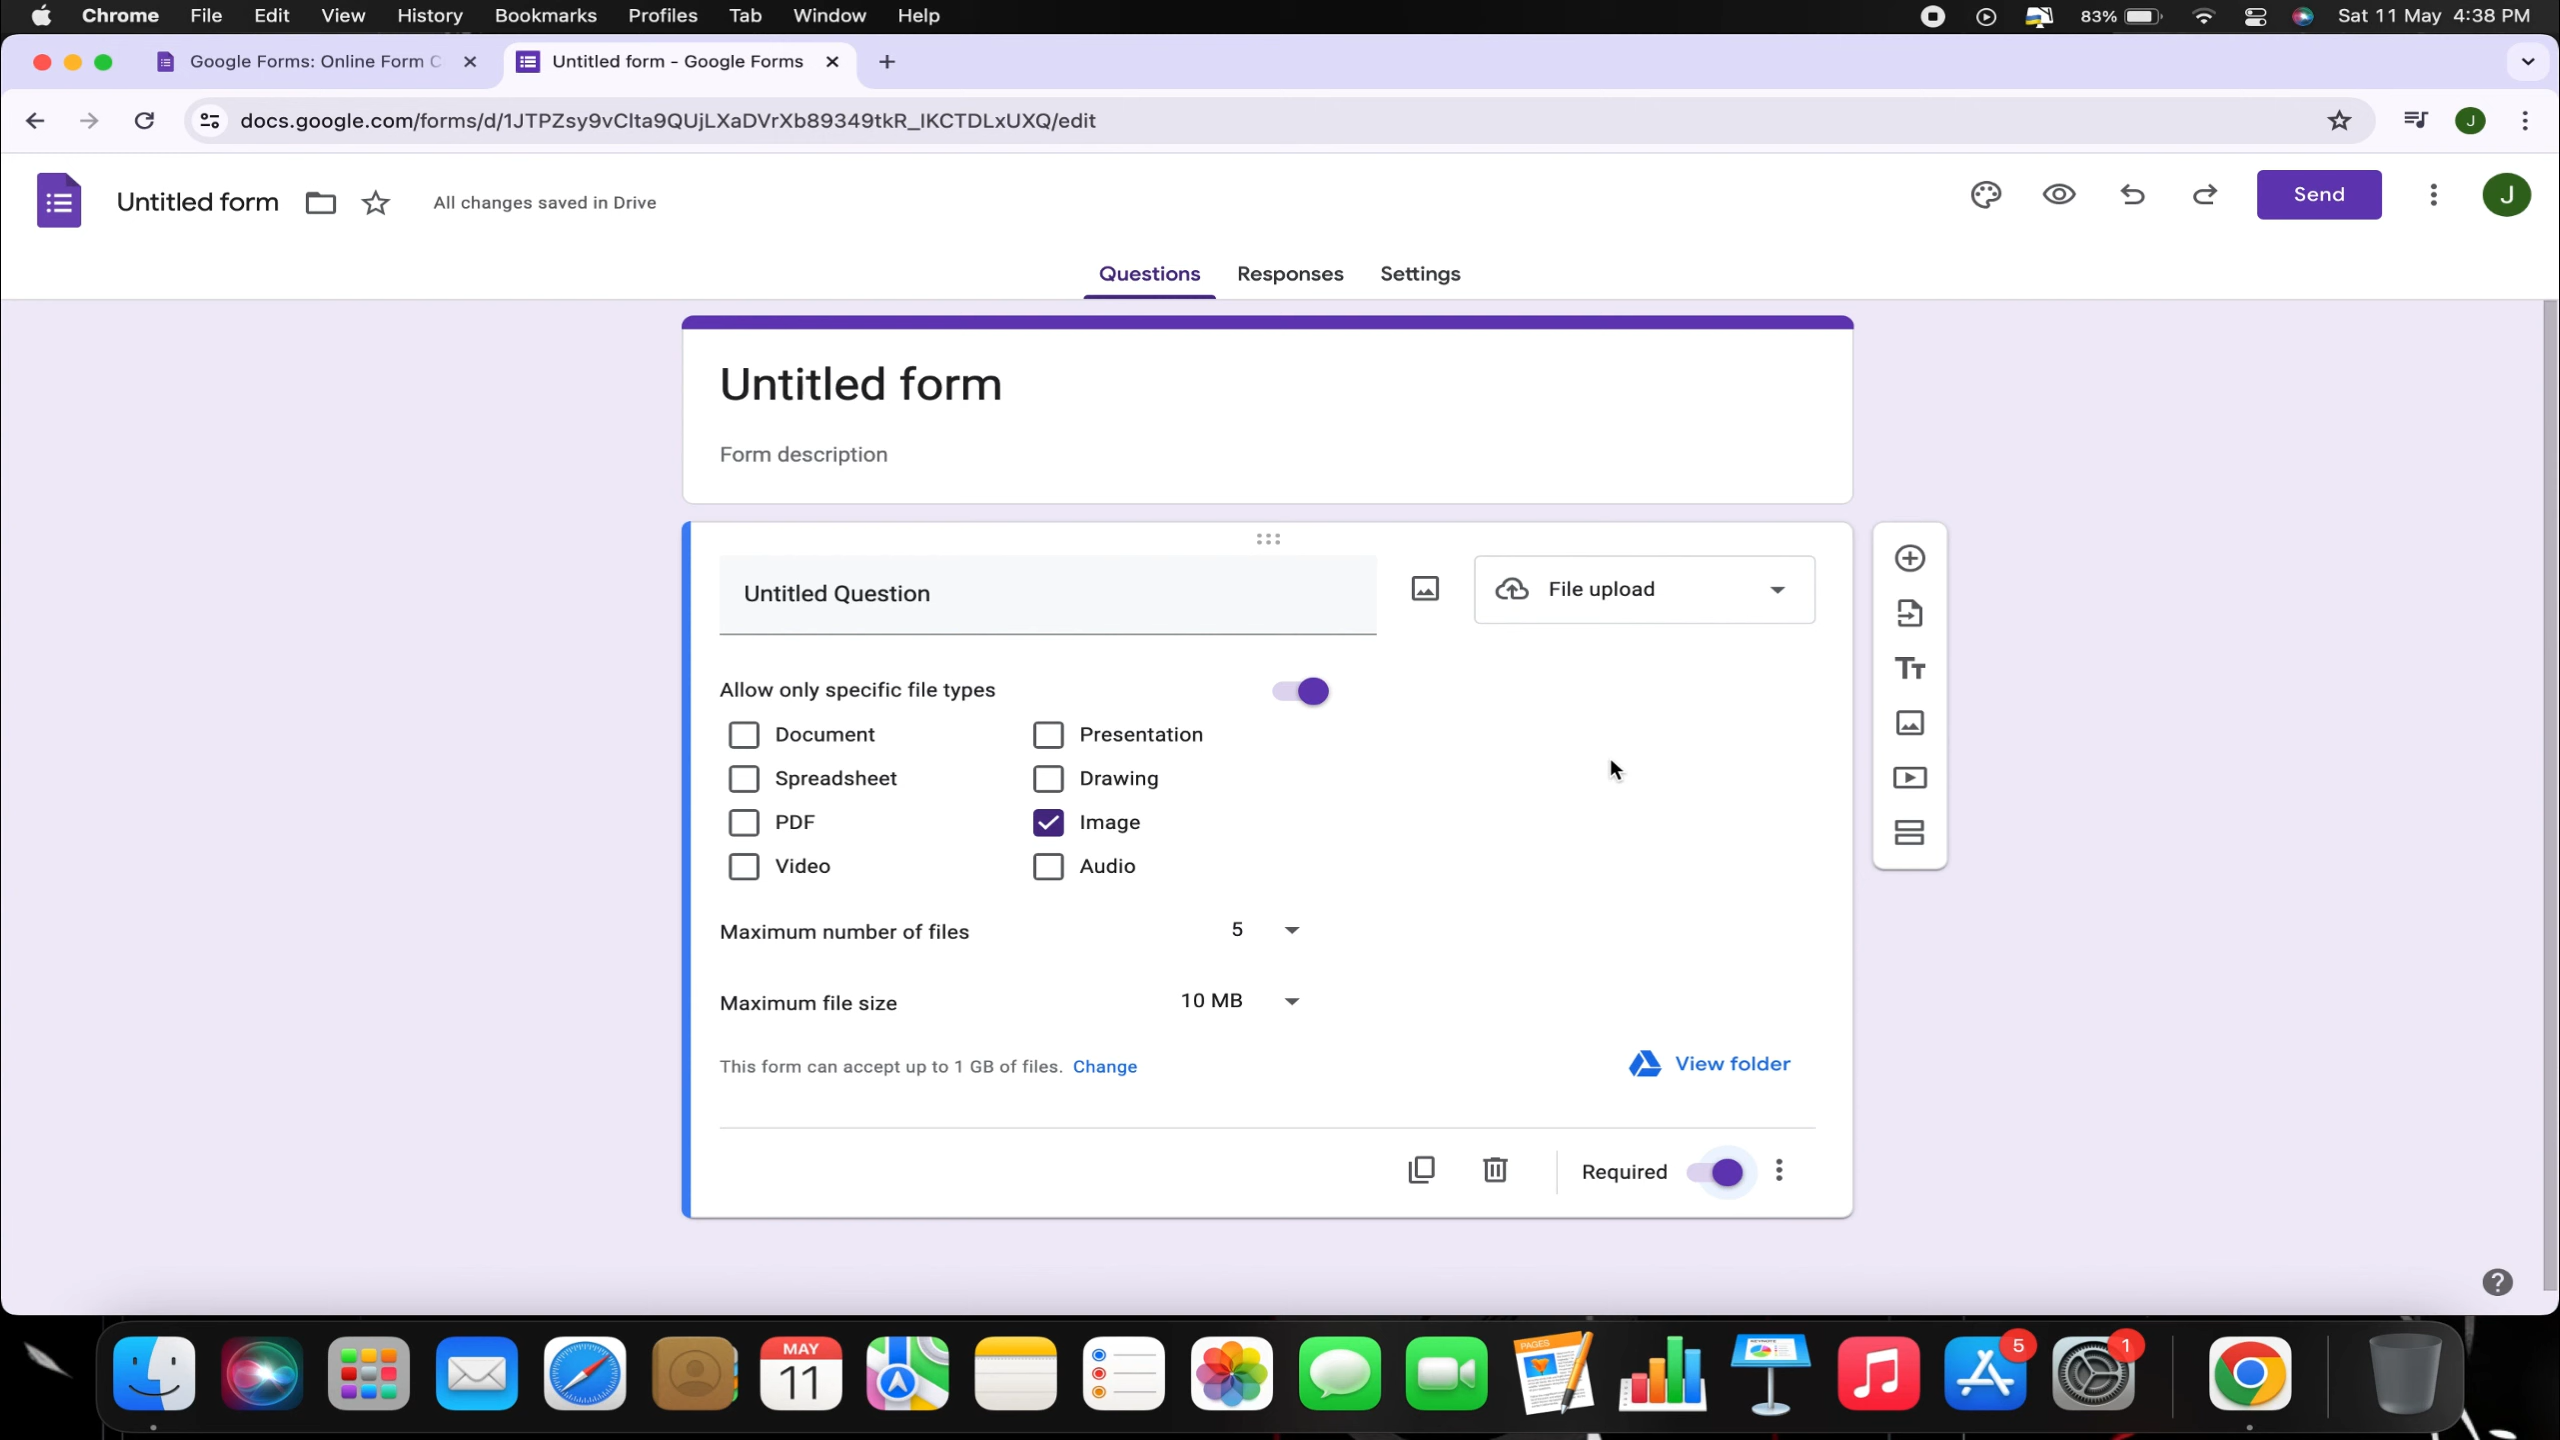 Chrome File Edit View History Bookmarks Profiles Tab Window Help 83% Sat 11 May 4:38 PM
Google Forms: Online Form C Untitled form - Google Forms
docs.google.com/forms/d/1JTPZsy9vClta9QUjLXaDVrXb89349tkR_IKCTDLxUXQ/edit J
Untitled form All changes saved in Drive Send J
Questions Responses Settings
Untitled form
Form description
Untitled Question File upload
Allow only specific file types
Document Presentation
Spreadsheet Drawing
PDF Image
Video Audio
Maximum number of files 5
Maximum file size 10 MB
This form can accept up to 1 GB of files. Change View folder
Required
MAY
11
5
1